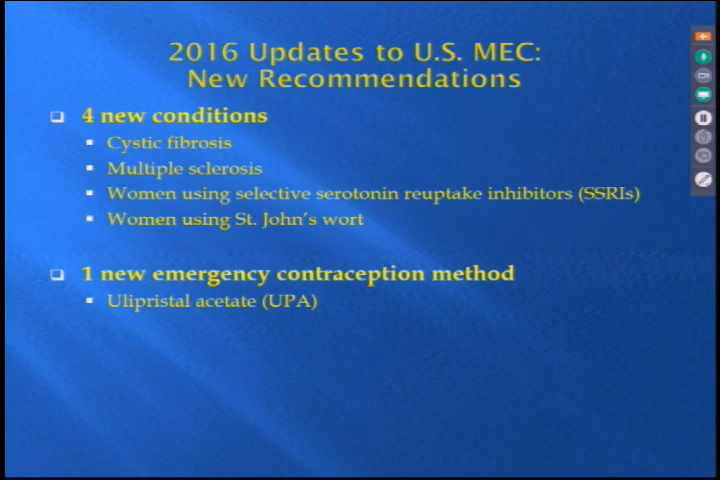 2016 Updates to U.S. MEC:
New Recommendations
4 new conditions
Cystic fibrosis
Multiple sclerosis
Women using selective serotonin reuptake inhibitors (SSRIs)
Women using St. John's wort
1 new emergency contraception method
Ulipristal acetate (UPA)